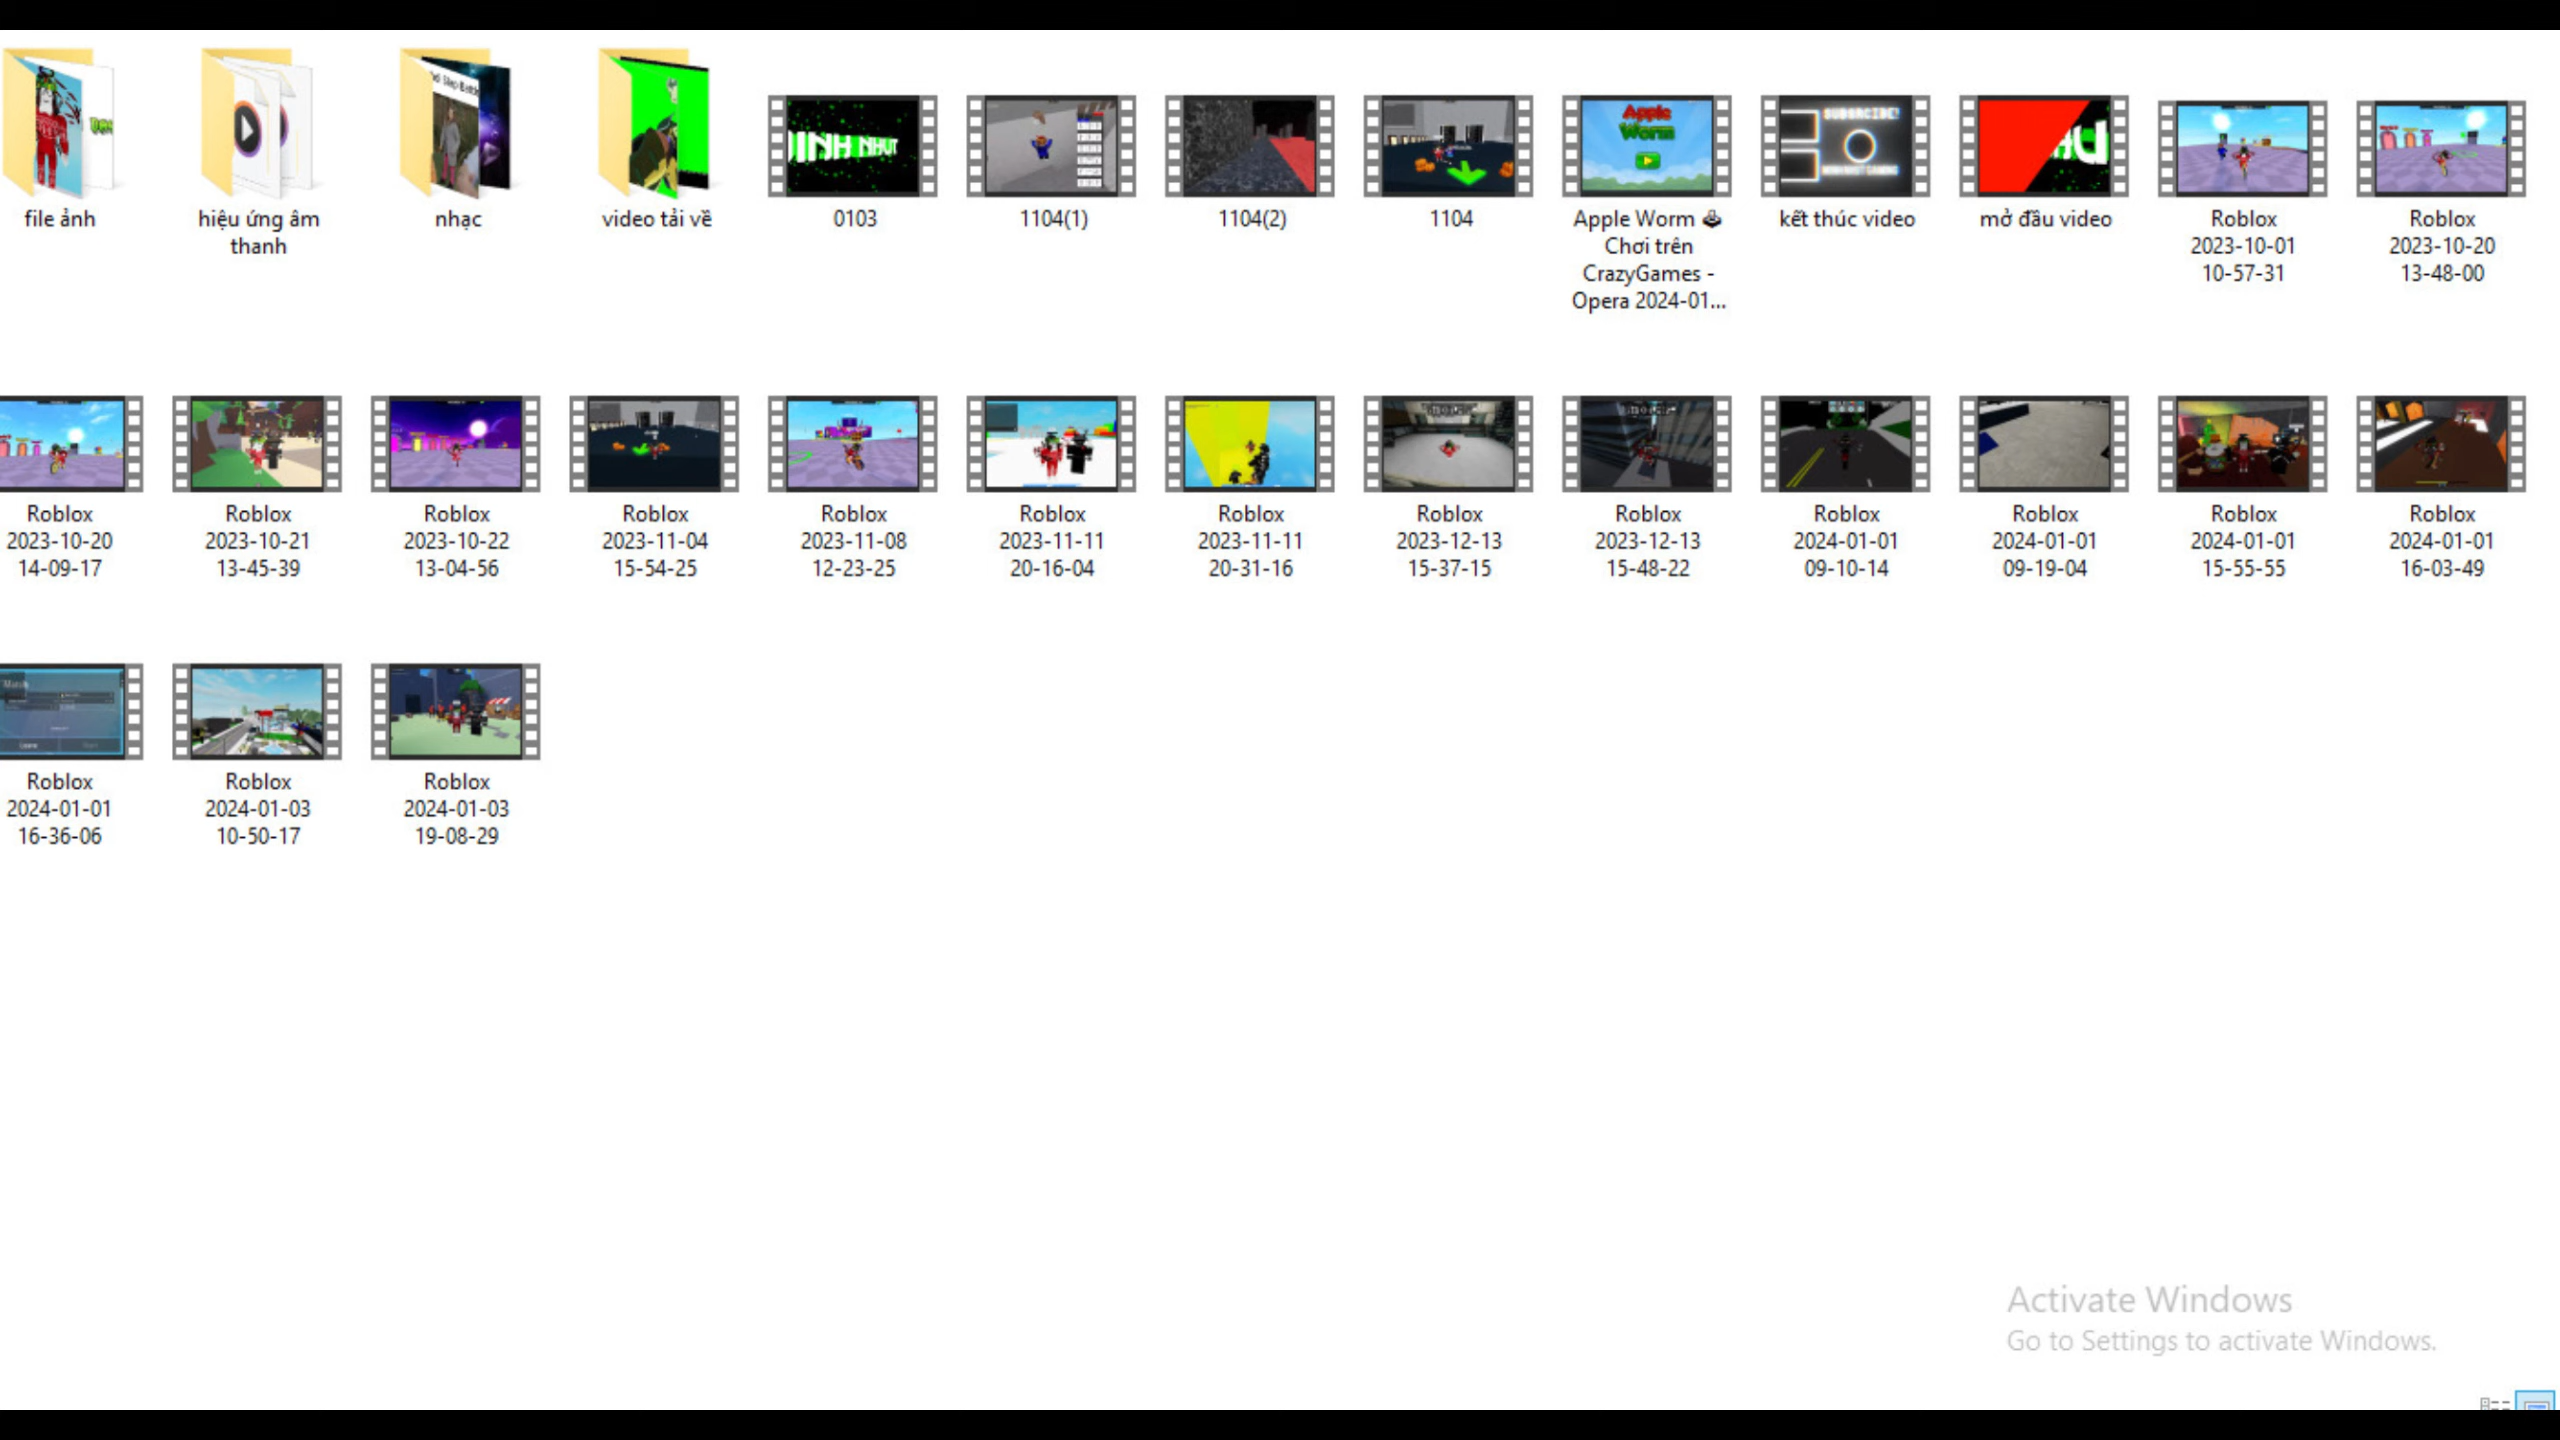 file ảnh
hiệu ứng âm
thanh
nhạc
video tải về
0103
1104(1)
1104(2)
1104
Apple Worm 🕹
Chơi trên
CrazyGames -
Opera 2024-01...
kết thúc video
mở đầu video
Roblox
2023-10-01
10-57-31
Roblox
2023-10-20
13-48-00
INH NHỰT
Apple
Worm
SUBSCRIBE!
Roblox
2023-10-20
14-09-17
Roblox
2023-10-21
13-45-39
Roblox
2023-10-22
13-04-56
Roblox
2023-11-04
15-54-25
Roblox
2023-11-08
12-23-25
Roblox
2023-11-11
20-16-04
Roblox
2023-11-11
20-31-16
Roblox
2023-12-13
15-37-15
Roblox
2023-12-13
15-48-22
Roblox
2024-01-01
09-10-14
Roblox
2024-01-01
09-19-04
Roblox
2024-01-01
15-55-55
Roblox
2024-01-01
16-03-49
Roblox
2024-01-01
16-36-06
Roblox
2024-01-03
10-50-17
Roblox
2024-01-03
19-08-29
Activate Windows
Go to Settings to activate Windows.